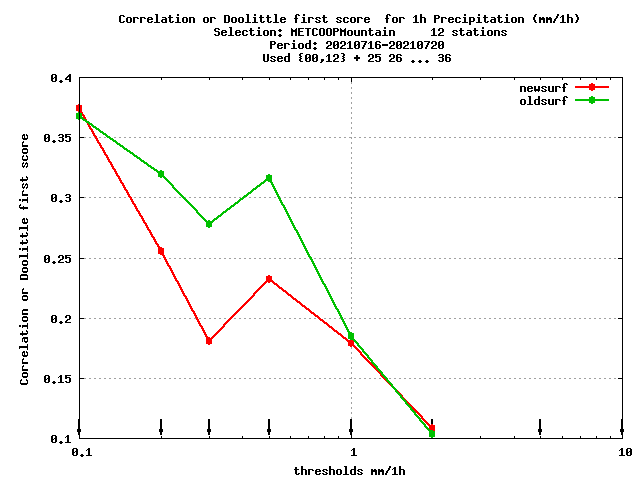 Correlation or Doolittle first score  for 1h Precipitation (mm/1h)
Selection: METCOOPMountain     12 stations
Period: 20210716-20210720
Used {00,12} + 25 26 ... 36
newsurf
oldsurf
0.4
0.35
0.3
0.25
0.2
0.15
0.1
Correlation or Doolittle first score
0.1
1
10
thresholds mm/1h